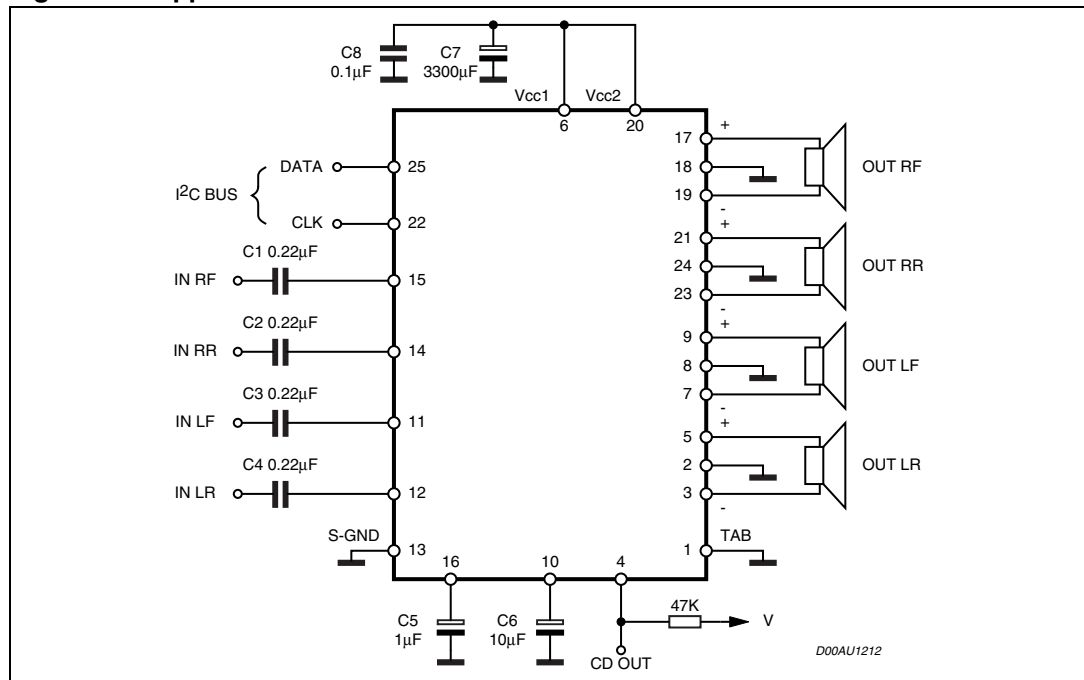 C8
0.1μF
C7
3300μF
Vcc1
Vcc2
6
20
I²C BUS
DATA
25
CLK
22
C1 0.22μF
IN RF
15
C2 0.22μF
IN RR
14
C3 0.22μF
IN LF
11
C4 0.22μF
IN LR
12
S-GND
13
17
+
18
OUT RF
19
-
+
21
24
OUT RR
23
-
+
9
8
OUT LF
7
-
+
5
2
OUT LR
3
-
1
TAB
16
10
4
C5
1μF
C6
10μF
47K
V
CD OUT
D00AU1212